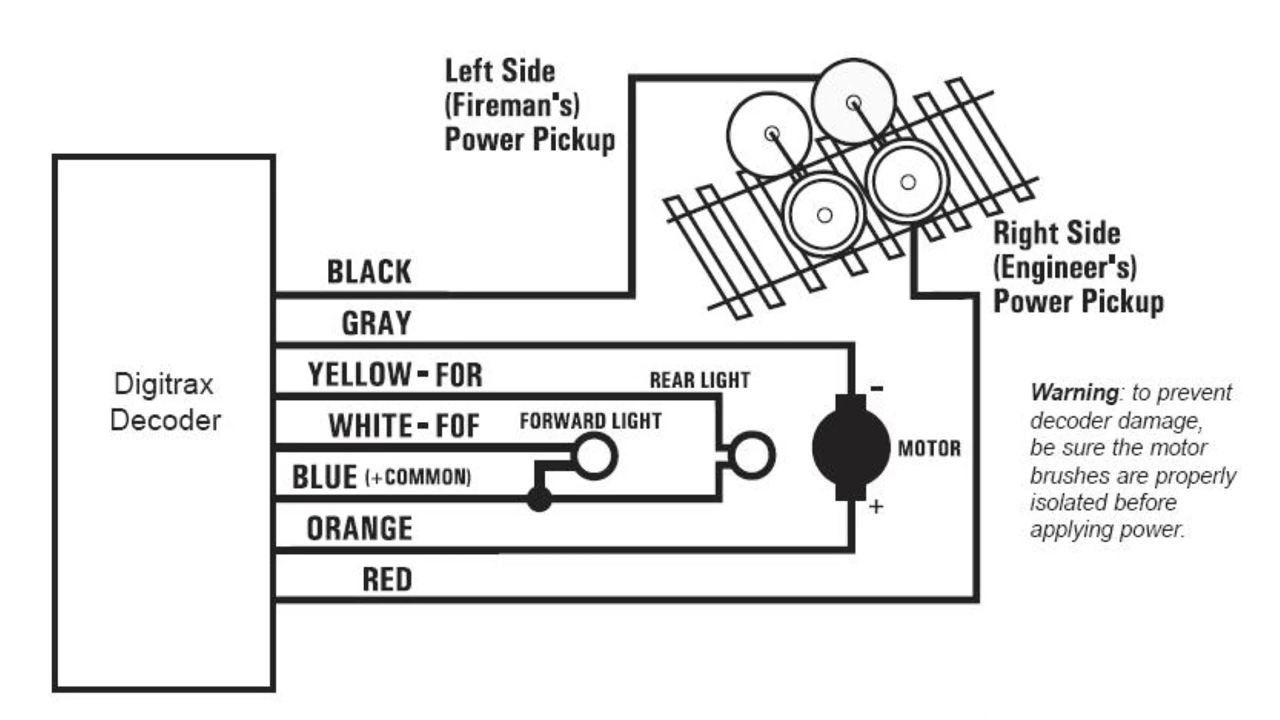 Left Side
(Fireman's)
Power Pickup
Right Side
(Engineer's)
Power Pickup
Digitrax
Decoder
BLACK
GRAY
YELLOW - FOR
WHITE - FOF
BLUE (+COMMON)
ORANGE
RED
REAR LIGHT
FORWARD LIGHT
-
MOTOR
+
Warning: to prevent
decoder damage,
be sure the motor
brushes are properly
isolated before
applying power.